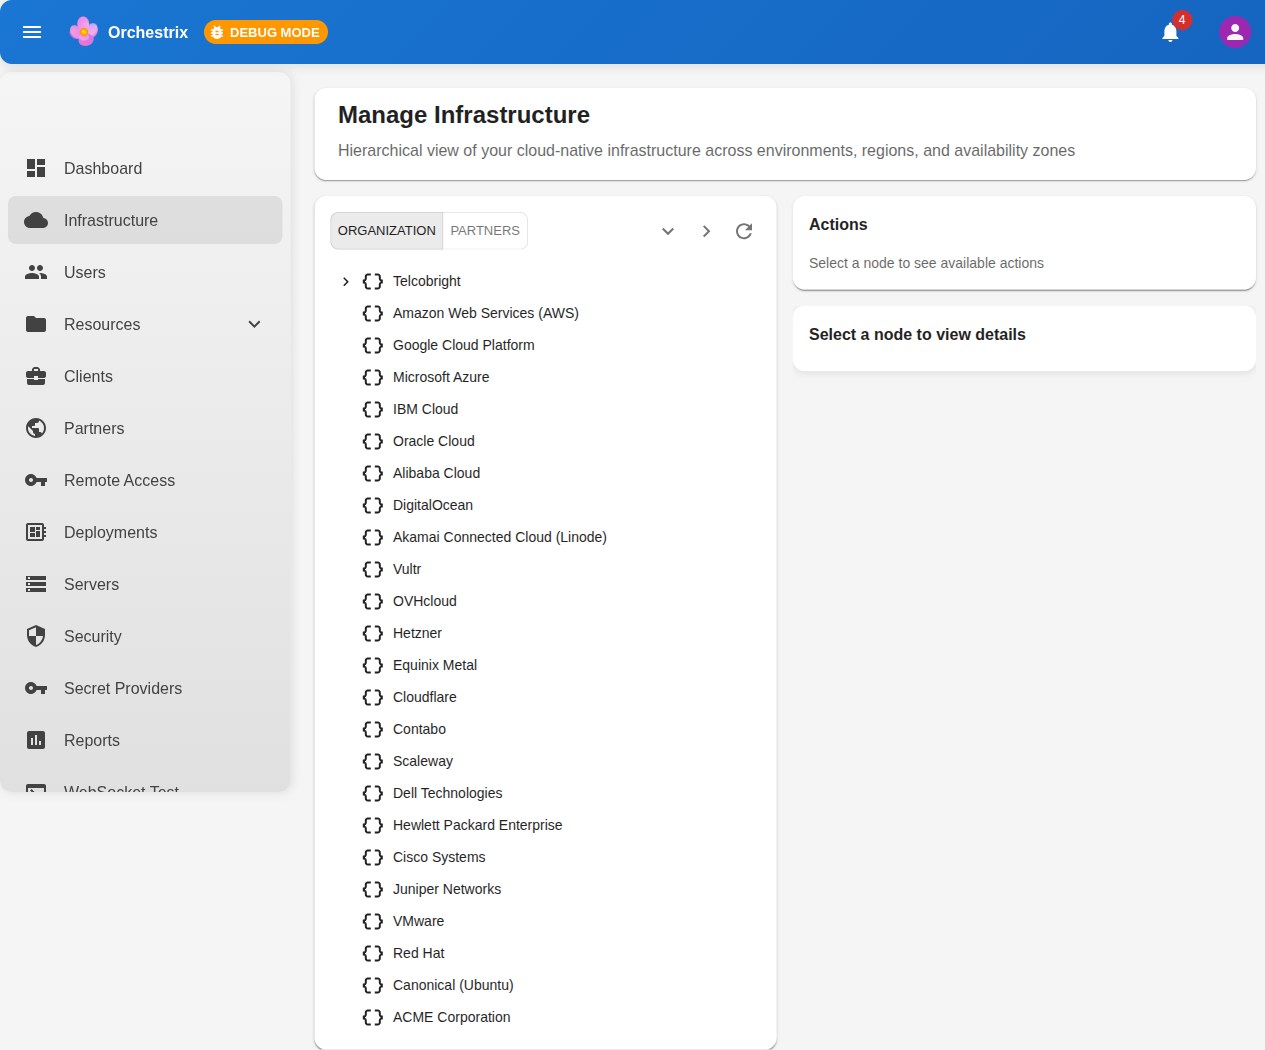 Orchestrix
DEBUG MODE
4
Dashboard
Infrastructure
Users
Resources
Clients
Partners
Remote Access
Deployments
Servers
Security
Secret Providers
Reports
WebSocket Test
Manage Infrastructure
Hierarchical view of your cloud-native infrastructure across environments, regions, and availability zones
ORGANIZATION
PARTNERS
Telcobright
Amazon Web Services (AWS)
Google Cloud Platform
Microsoft Azure
IBM Cloud
Oracle Cloud
Alibaba Cloud
DigitalOcean
Akamai Connected Cloud (Linode)
Vultr
OVHcloud
Hetzner
Equinix Metal
Cloudflare
Contabo
Scaleway
Dell Technologies
Hewlett Packard Enterprise
Cisco Systems
Juniper Networks
VMware
Red Hat
Canonical (Ubuntu)
ACME Corporation
Actions
Select a node to see available actions
Select a node to view details